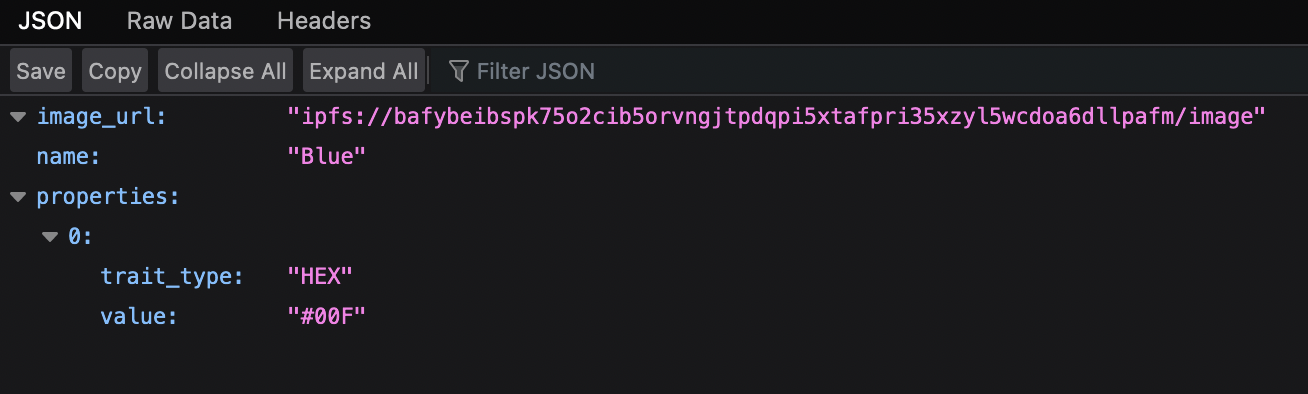 JSON Raw Data Headers
Save Copy Collapse All Expand All Filter JSON
image_url: "ipfs://bafybeibspk75o2cib5orvngjtpdqpi5xtafpri35xzyl5wcdoa6dllpafm/image"
name: "Blue"
properties:
0:
trait_type: "HEX"
value: "#00F"